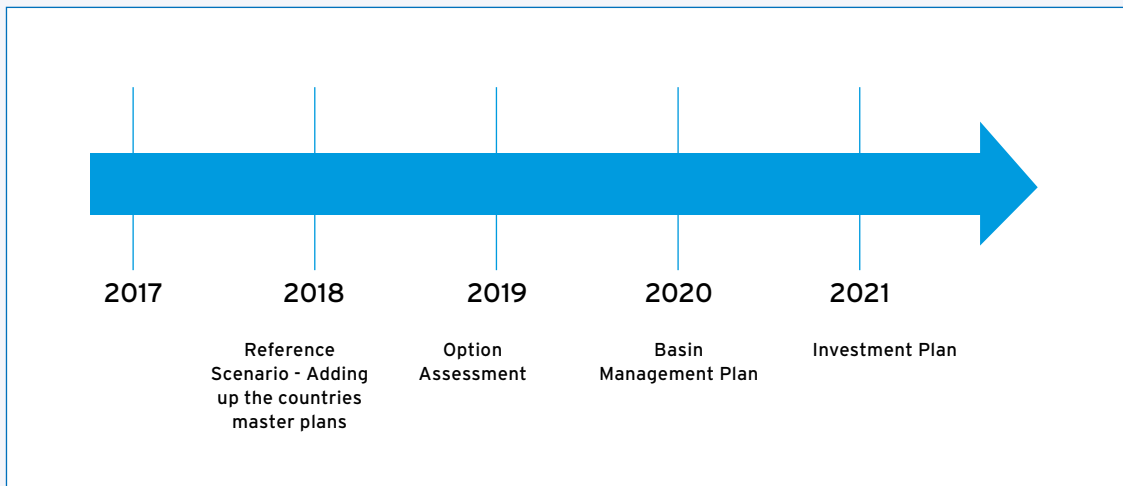 2017
2018
2019
2020
2021
Reference
Scenario - Adding
up the countries
master plans
Option
Assessment
Basin
Management Plan
Investment Plan